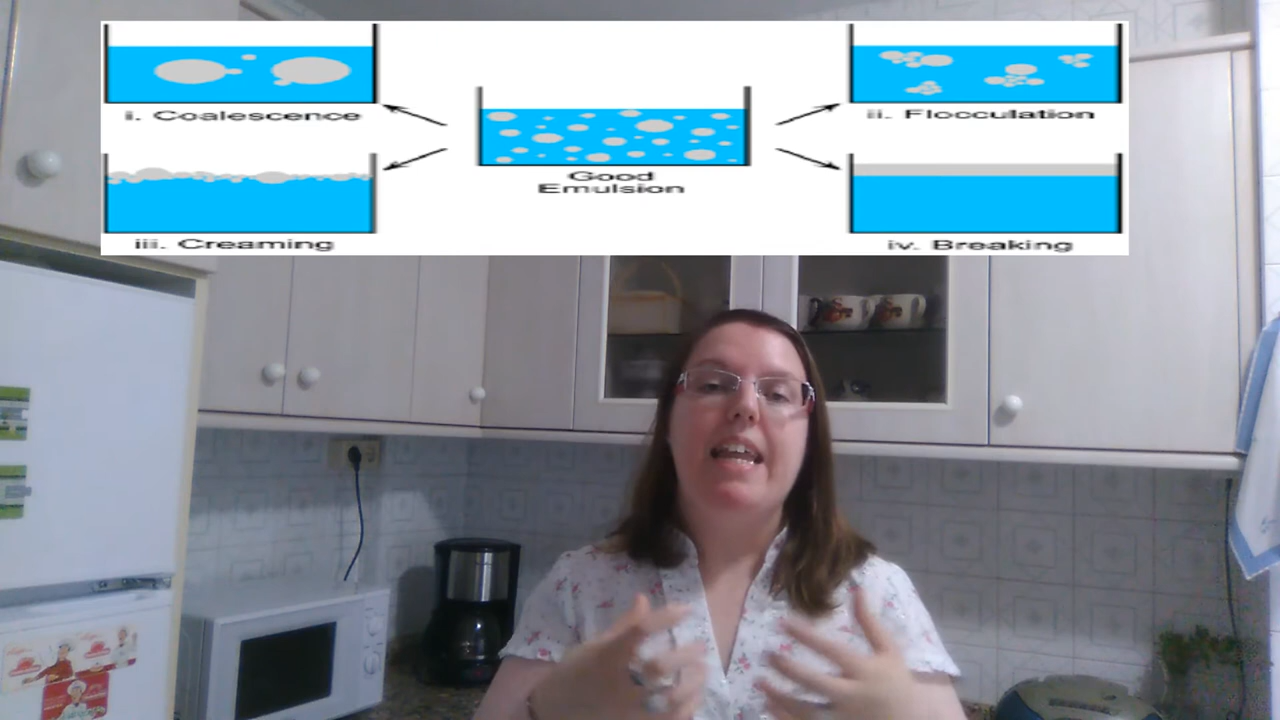 i. Coalescence
ii. Flocculation
Good
Emulsion
iii. Creaming
iv. Breaking